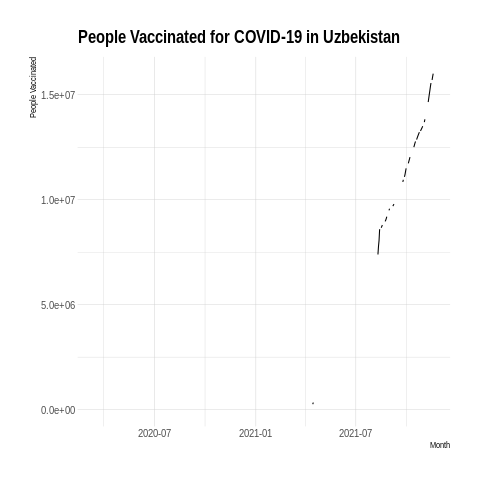 People Vaccinated for COVID-19 in Uzbekistan
People Vaccinated
1.5e+07
1.0e+07
5.0e+06
0.0e+00
2020-07 2021-01 2021-07
Month